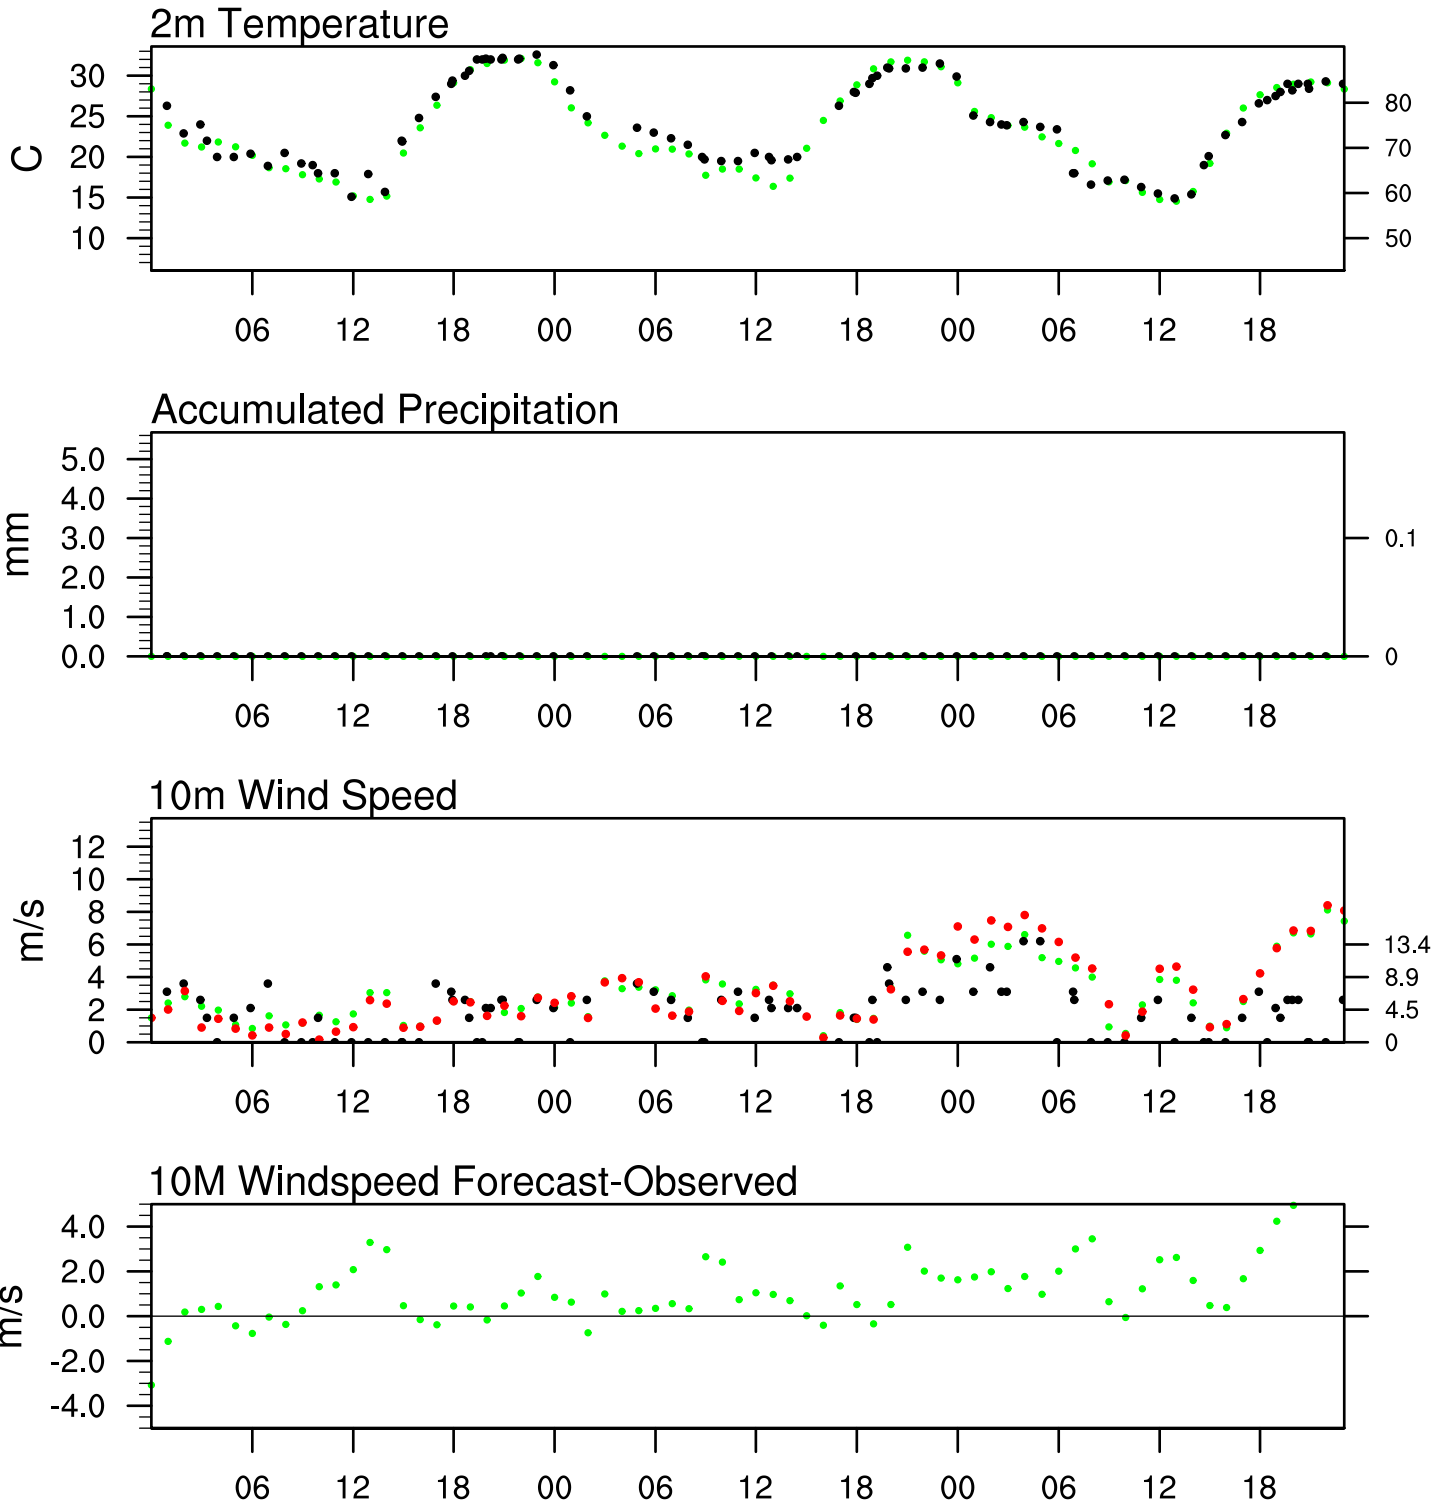 2m Temperature
30
25
20
15
10
C
80
70
60
50
06 12 18 00 06 12 18 00 06 12 18
Accumulated Precipitation
5.0
4.0
3.0
2.0
1.0
0.0
mm
0.1
0
06 12 18 00 06 12 18 00 06 12 18
10m Wind Speed
12
10
8
6
4
2
0
m/s
13.4
8.9
4.5
0
06 12 18 00 06 12 18 00 06 12 18
10M Windspeed Forecast-Observed
4.0
2.0
0.0
-2.0
-4.0
m/s
06 12 18 00 06 12 18 00 06 12 18